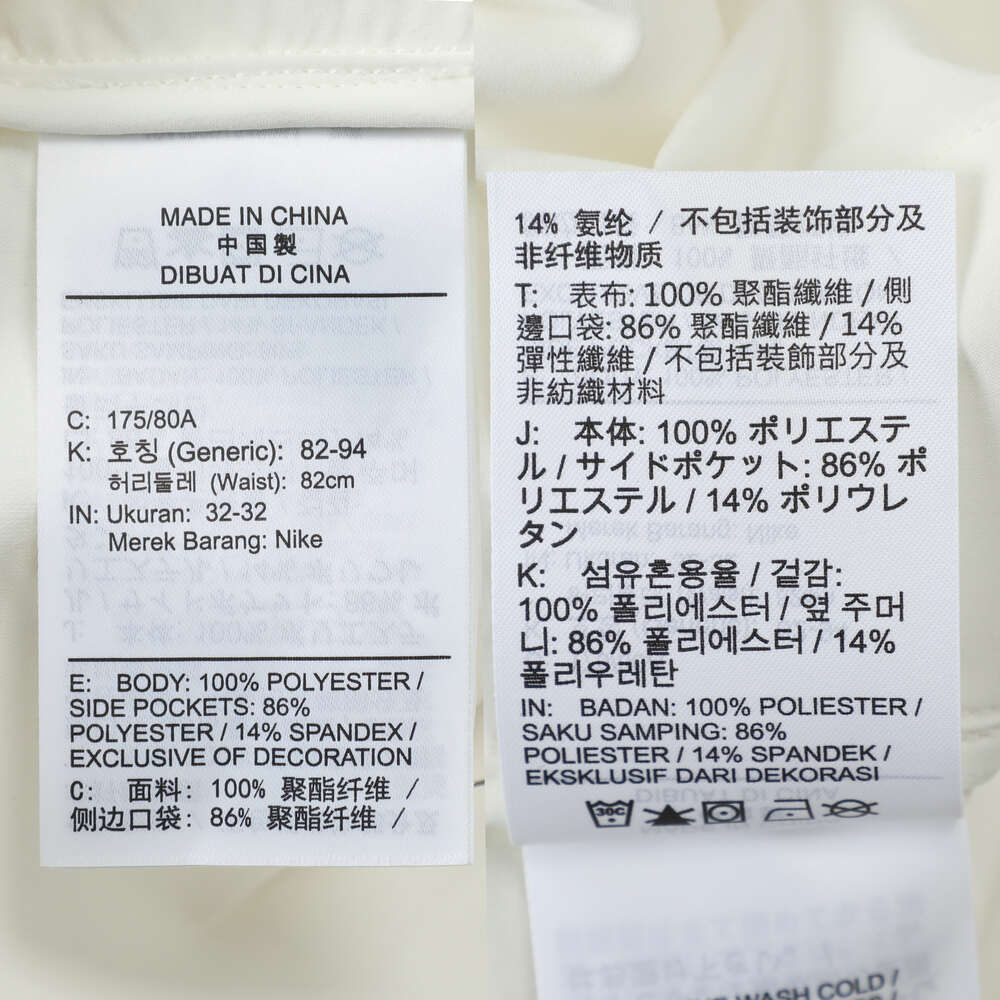 MADE IN CHINA
中国製
DIBUAT DI CINA
C: 175/80A
K: 호칭 (Generic): 82-94
허리둘레 (Waist): 82cm
IN: Ukuran: 32-32
Merek Barang: Nike
E: BODY: 100% POLYESTER /
SIDE POCKETS: 86%
POLYESTER / 14% SPANDEX /
EXCLUSIVE OF DECORATION
C: 面料: 100% 聚酯纤维 /
侧边口袋: 86% 聚酯纤维 /
14% 氨纶 / 不包括装饰部分及
非纤维物质
T: 表布: 100% 聚酯纖維 / 側
邊口袋: 86% 聚酯纖維 / 14%
彈性纖維 / 不包括裝飾部分及
非紡織材料
J: 本体: 100% ポリエステ
ル / サイドポケット: 86% ポ
リエステル / 14% ポリウレ
タン
K: 섬유혼용율 / 겉감:
100% 폴리에스터 / 옆 주머
니: 86% 폴리에스터 / 14%
폴리우레탄
IN: BADAN: 100% POLIESTER /
SAKU SAMPING: 86%
POLIESTER / 14% SPANDEK /
EKSKLUSIF DARI DEKORASI
30C
WASH COLD /